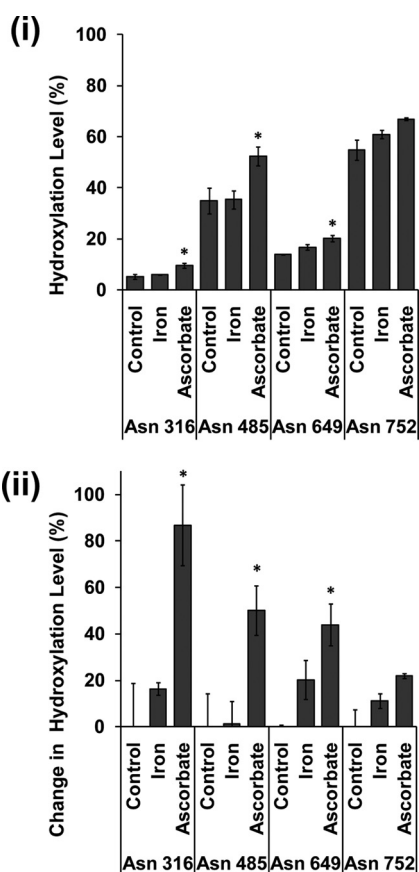 (i)
Hydroxylation Level (%)
100
80
60
40
20
0
*
*
*
Control
Iron
Ascorbate
Control
Iron
Ascorbate
Control
Iron
Ascorbate
Control
Iron
Ascorbate
Asn 316 Asn 485 Asn 649 Asn 752
(ii)
Change in Hydroxylation Level (%)
100
80
60
40
20
0
*
*
*
Control
Iron
Ascorbate
Control
Iron
Ascorbate
Control
Iron
Ascorbate
Control
Iron
Ascorbate
Asn 316 Asn 485 Asn 649 Asn 752